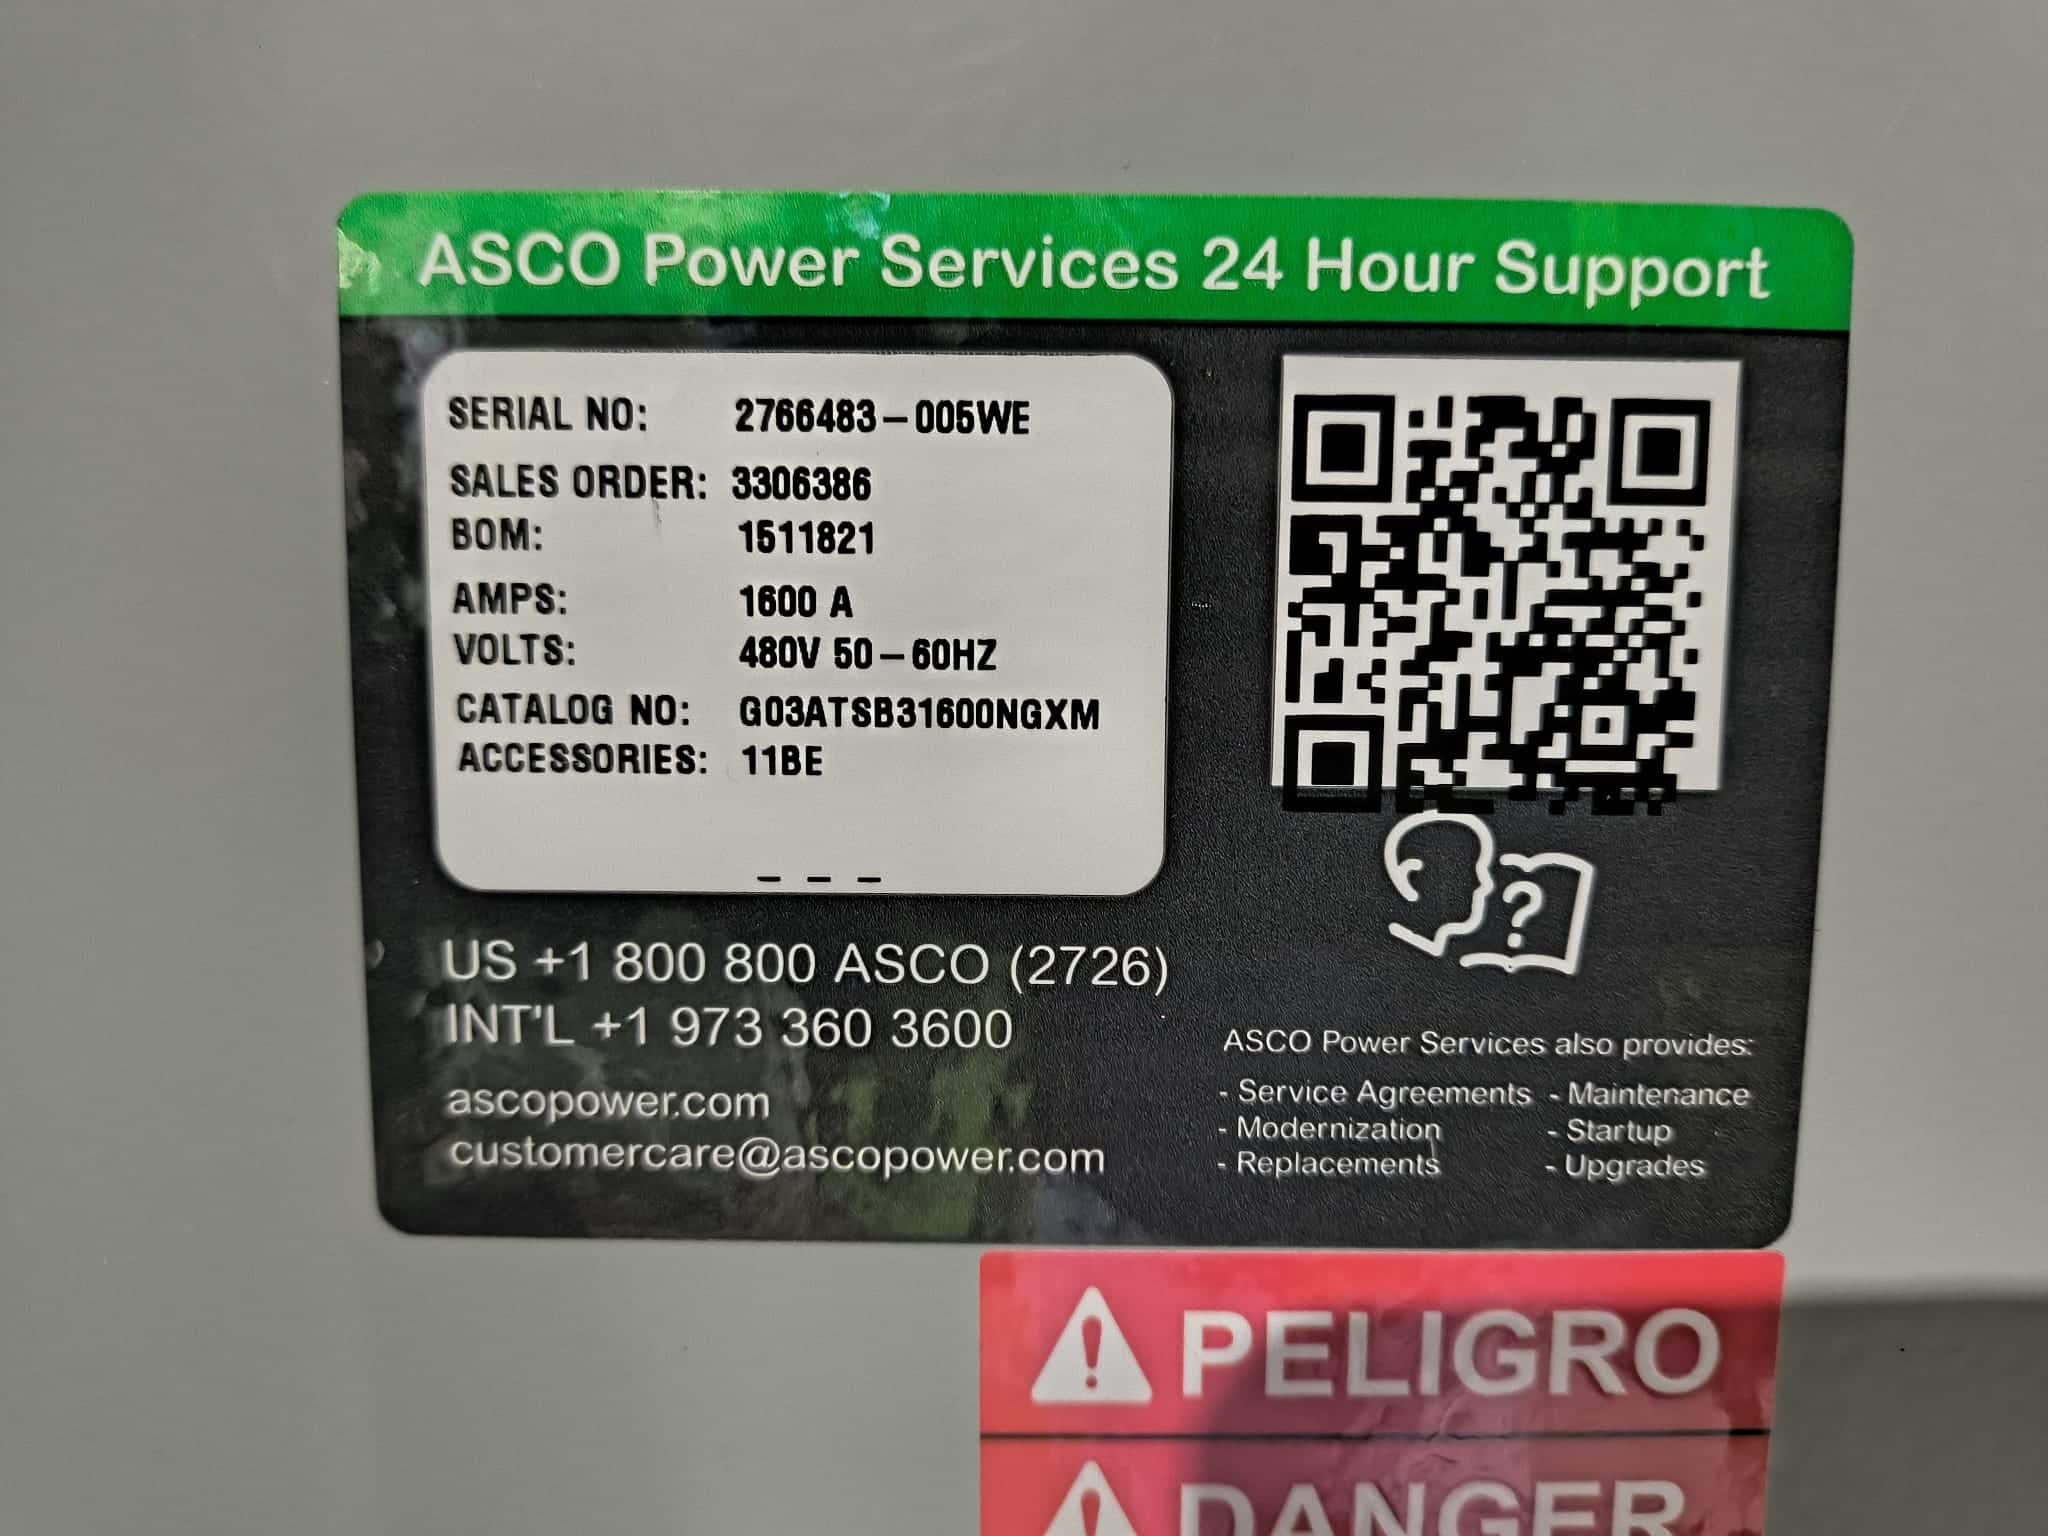 ASCO Power Services 24 Hour Support
SERIAL NO: 2766483-005WE
SALES ORDER: 3306386
BOM: 1511821
AMPS: 1600 A
VOLTS: 480V 50-60HZ
CATALOG NO: G03ATSB31600NGXM
ACCESSORIES: 11BE
- - -
?
US +1 800 800 ASCO (2726)
INT'L +1 973 360 3600
ascopower.com
customercare@ascopower.com
ASCO Power Services also provides:
- Service Agreements - Maintenance
- Modernization - Startup
- Replacements - Upgrades
PELIGRO
DANGER